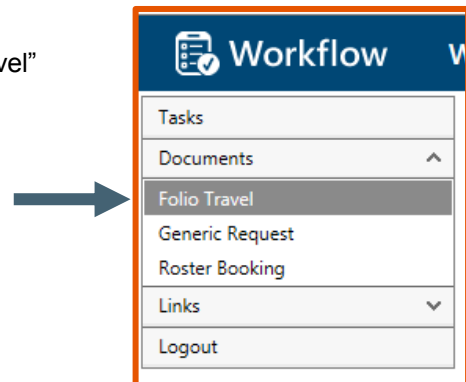 vel”
Workflow
Tasks
Documents
Folio Travel
Generic Request
Roster Booking
Links
Logout